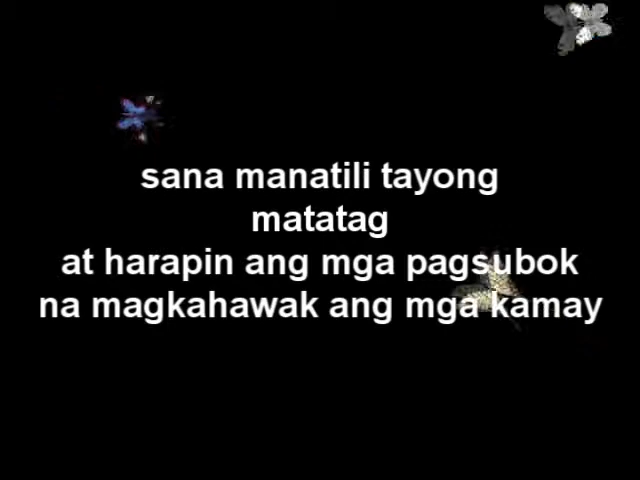 sana manatili tayong
matatag
at harapin ang mga pagsubok
na magkahawak ang mga kamay